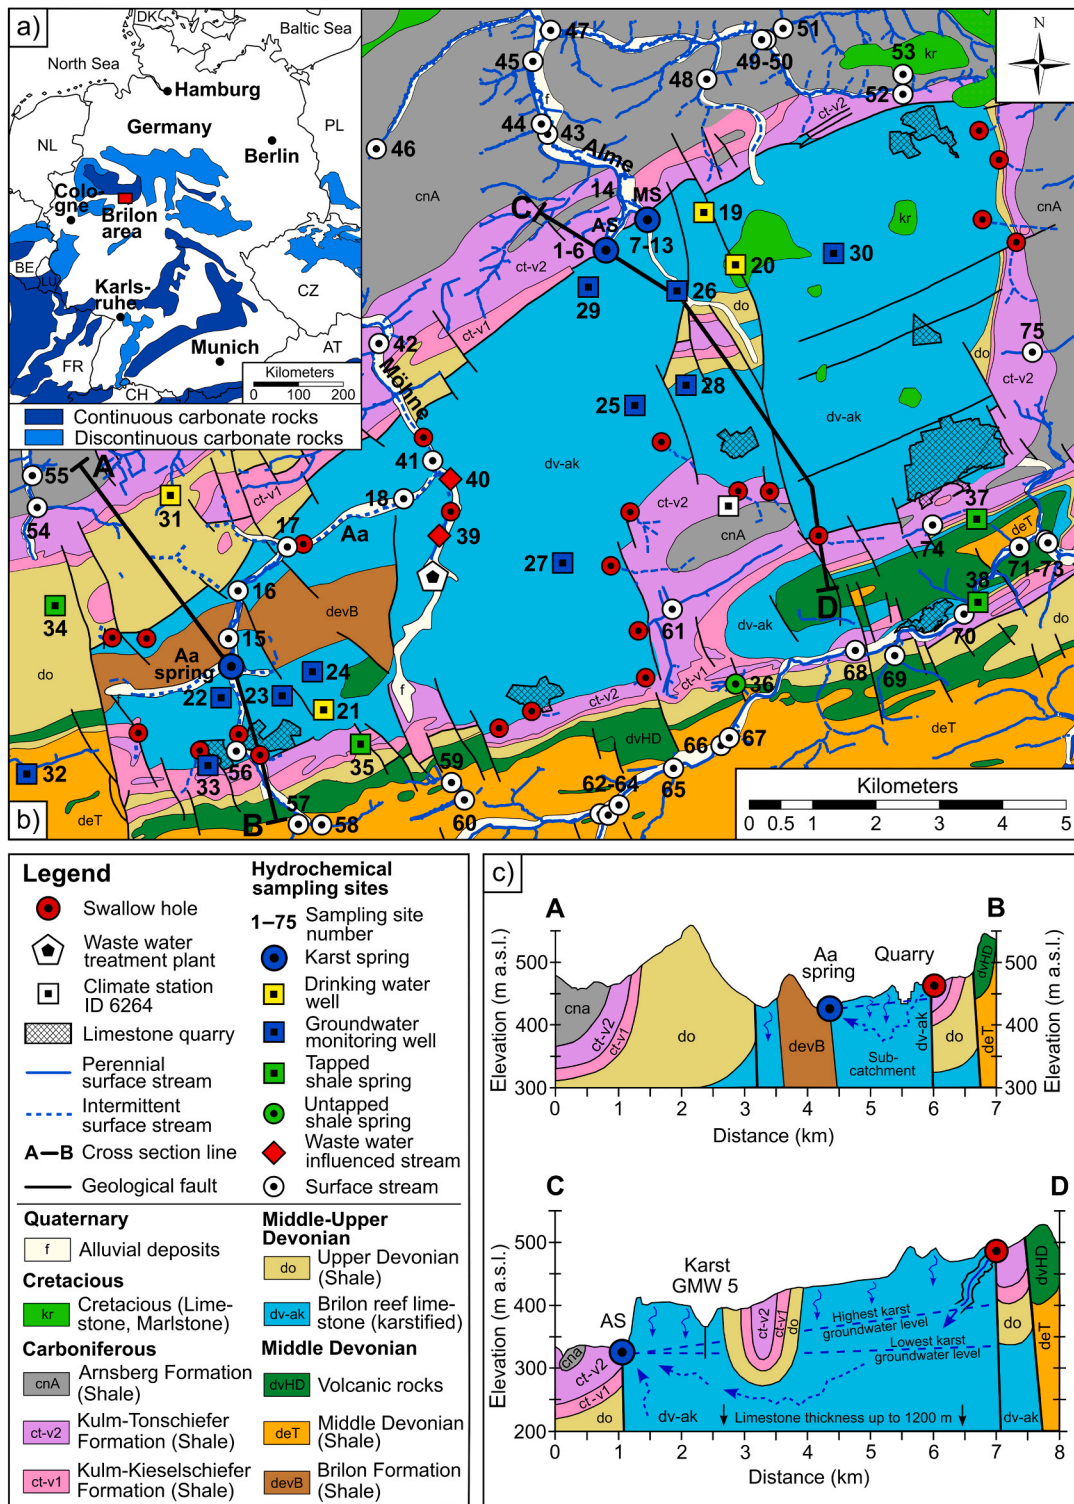 a)
DK
Baltic Sea
North Sea
Hamburg
Germany
PL
NL
Berlin
Colo-
gne
Brilon
area
BE
LU
Karls-
ruhe
CZ
Munich
AT
FR
CH
Kilometers
0 100 200
Continuous carbonate rocks
Discontinuous carbonate rocks
N
47
51
45
49-50
53
48
52
44
43
f
ct-v2
46
Alme
cnA
14
MS
C
AS
19
kr
cnA
1-6
7-13
30
20
ct-v2
26
29
do
42
ct-v1
75
do
ct-v2
Möhne
28
25
dv-ak
55
A
41
40
ct-v1
18
ct-v2
31
37
54
17
Aa
39
cnA
deT
74
27
71-73
16
38
devB
D
34
61
dv-ak
70
15
do
Aa
spring
do
24
68
ct-v1
69
22
23
36
f
ct-v2
21
deT
dvHD
67
66
56
35
59
32
33
65
Kilometers
62-64
57
60
b)
deT
B
58
0 0.5 1 2 3 4 5
Legend
Swallow hole
Waste water
treatment plant
Climate station
ID 6264
Limestone quarry
Perennial
surface stream
Intermittent
surface stream
A–B Cross section line
Geological fault
Hydrochemical
sampling sites
1–75 Sampling site
number
Karst spring
Drinking water
well
Groundwater
monitoring well
Tapped
shale spring
Untapped
shale spring
Waste water
influenced stream
Surface stream
Quaternary
f Alluvial deposits
Cretacious
kr Cretacious (Lime-
stone, Marlstone)
Carboniferous
cnA Arnsberg Formation
(Shale)
ct-v2 Kulm-Tonschiefer
Formation (Shale)
ct-v1 Kulm-Kieselschiefer
Formation (Shale)
Middle-Upper
Devonian
do Upper Devonian
(Shale)
dv-ak Brilon reef lime-
stone (karstified)
Middle Devonian
dvHD Volcanic rocks
deT Middle Devonian
(Shale)
devB Brilon Formation
(Shale)
c)
A
B
Aa
spring
Quarry
Elevation (m a.s.l.)
500
400
300
cna
ct-v2
ct-v1
do
devB
Sub-
catchment
dv-ak
do
dvHD
deT
500
400
300
Elevation (m a.s.l.)
0 1 2 3 4 5 6 7
Distance (km)
C
D
Karst
GMW 5
AS
Elevation (m a.s.l.)
500
400
300
200
cna
ct-v2
ct-v1
do
ct-v2
ct-v1
do
Highest karst
groundwater level
Lowest karst
groundwater level
do
dvHD
deT
dv-ak
Limestone thickness up to 1200 m
dv-ak
0 1 2 3 4 5 6 7 8
Distance (km)